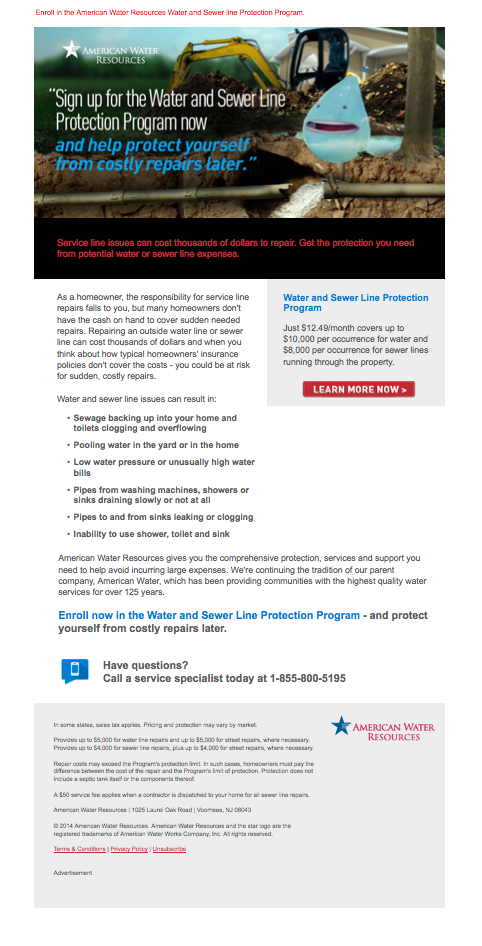 Enroll in the American Water Resources Water and Sewer line Protection Program.
AMERICAN WATER
RESOURCES
"Sign up for the Water and Sewer Line
Protection Program now
and help protect yourself
from costly repairs later."
Service line issues can cost thousands of dollars to repair. Get the protection you need
from potential water or sewer line expenses.
As a homeowner, the responsibility for service line
repairs falls to you, but many homeowners don't
have the cash on hand to cover sudden needed
repairs. Repairing an outside water line or sewer
line can cost thousands of dollars and when you
think about how typical homeowners' insurance
policies don't cover the costs - you could be at risk
for sudden, costly repairs.
Water and sewer line issues can result in:
• Sewage backing up into your home and
toilets clogging and overflowing
• Pooling water in the yard or in the home
• Low water pressure or unusually high water
bills
• Pipes from washing machines, showers or
sinks draining slowly or not at all
• Pipes to and from sinks leaking or clogging
• Inability to use shower, toilet and sink
Water and Sewer Line Protection
Program
Just $12.49/month covers up to
$10,000 per occurrence for water and
$8,000 per occurrence for sewer lines
running through the property.
LEARN MORE NOW >
American Water Resources gives you the comprehensive protection, services and support you
need to help avoid incurring large expenses. We're continuing the tradition of our parent
company, American Water, which has been providing communities with the highest quality water
services for over 125 years.
Enroll now in the Water and Sewer Line Protection Program - and protect
yourself from costly repairs later.
Have questions?
Call a service specialist today at 1-855-800-5195
In some states, sales tax applies. Pricing and protection may vary by market.
Provides up to $5,000 for water line repairs and up to $5,000 for street repairs, where necessary.
Provides up to $4,000 for sewer line repairs, plus up to $4,000 for street repairs, where necessary.
Repair costs may exceed the Program's protection limit. In such cases, homeowners must pay the
difference between the cost of the repair and the Program's limit of protection. Protection does not
include a septic tank itself or the components thereof.
A $50 service fee applies when a contractor is dispatched to your home for all sewer line repairs.
American Water Resources | 1025 Laurel Oak Road | Voorhees, NJ 08043
© 2014 American Water Resources. American Water Resources and the star logo are the
registered trademarks of American Water Works Company, Inc. All rights reserved.
Terms & Conditions | Privacy Policy | Unsubscribe
Advertisement
AMERICAN WATER
RESOURCES